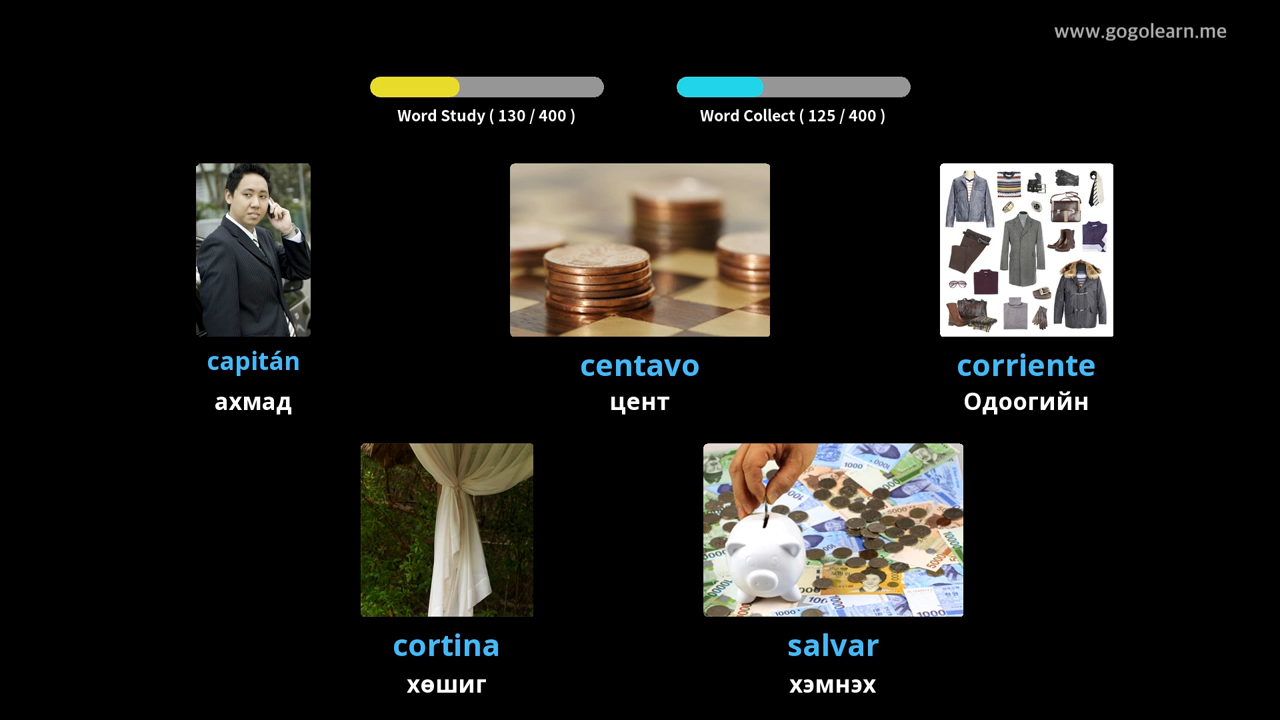 www.gogolearn.me
Word Study ( 130 / 400 )
Word Collect ( 125 / 400 )
capitán
ахмад
centavo
цент
corriente
Одоогийн
cortina
хөшиг
salvar
хэмнэх